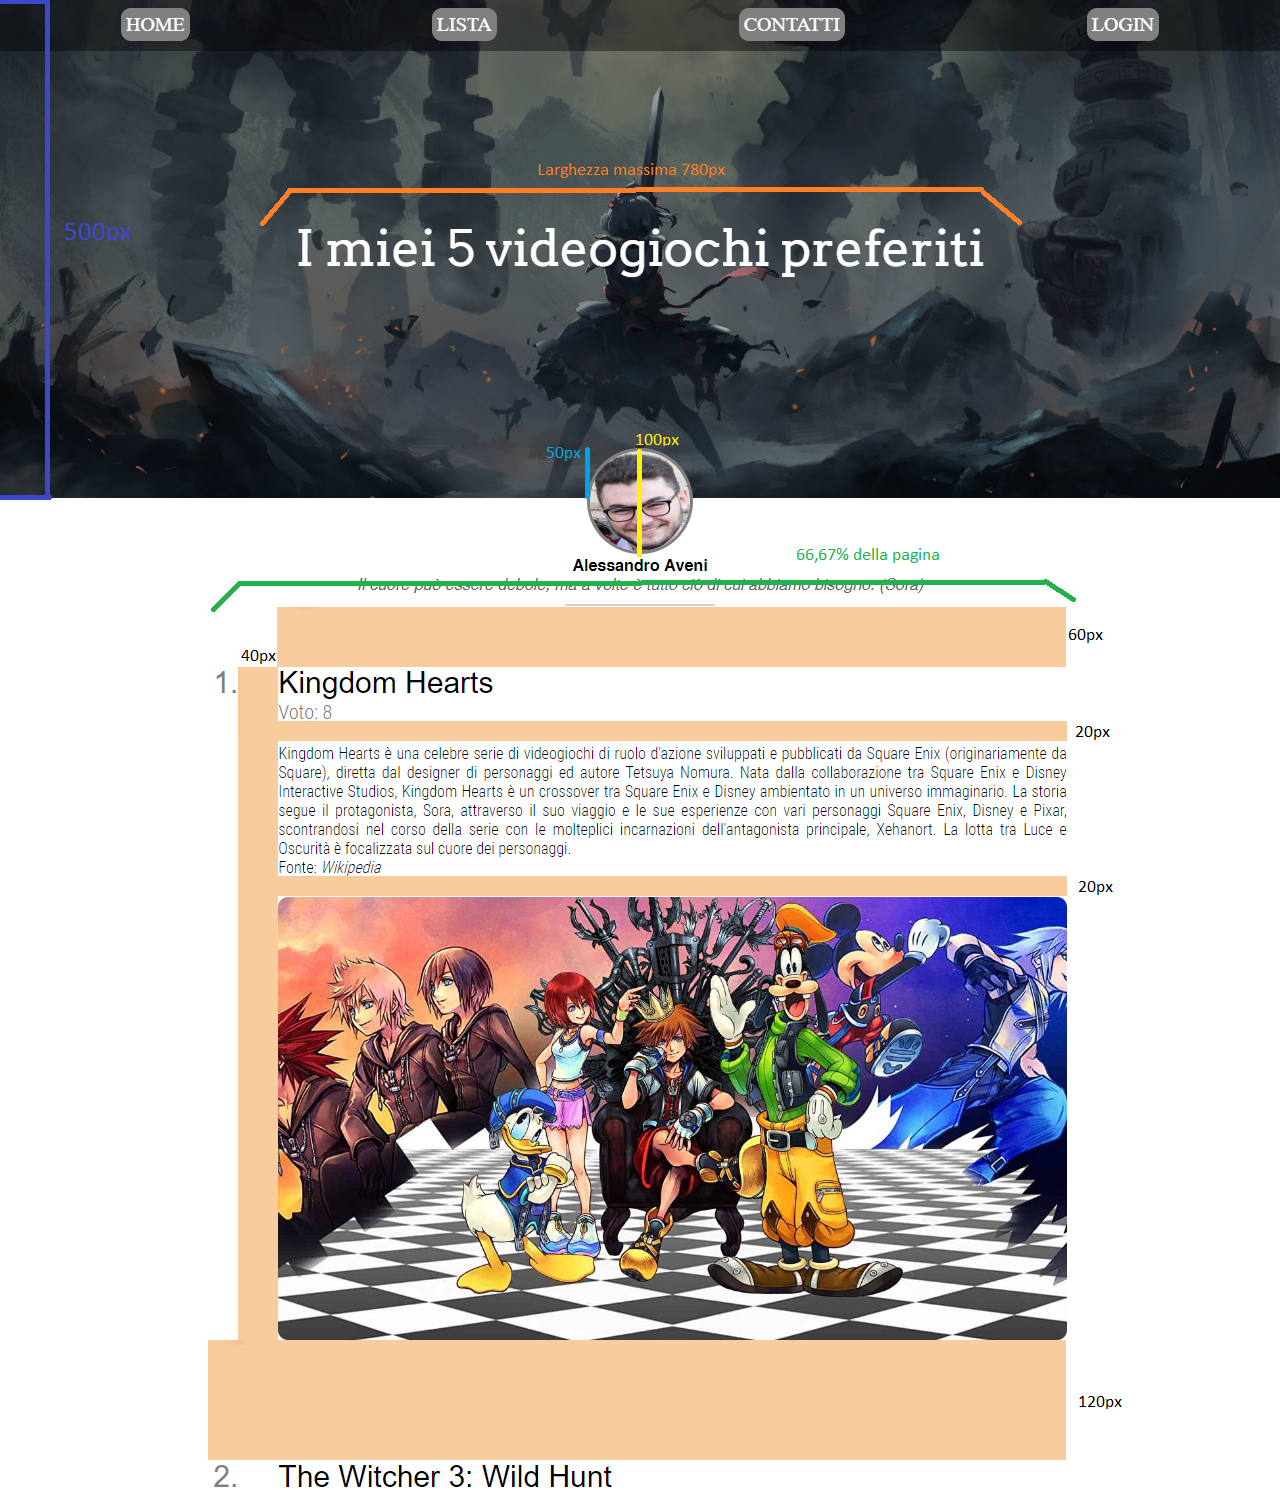 HOME LISTA CONTATTI LOGIN
Larghezza massima 780px
500px
I miei 5 videogiochi preferiti
100px
50px
66,67% della pagina
Alessandro Aveni
Il cuore può essere debole, ma a volte è tutto ciò di cui abbiamo bisogno. (Sora)
60px
40px
1. Kingdom Hearts
Voto: 8
20px
Kingdom Hearts è una celebre serie di videogiochi di ruolo d'azione sviluppati e pubblicati da Square Enix (originariamente da
Square), diretta dal designer di personaggi ed autore Tetsuya Nomura. Nata dalla collaborazione tra Square Enix e Disney
Interactive Studios, Kingdom Hearts è un crossover tra Square Enix e Disney ambientato in un universo immaginario. La storia
segue il protagonista, Sora, attraverso il suo viaggio e le sue esperienze con vari personaggi Square Enix, Disney e Pixar,
scontrandosi nel corso della serie con le molteplici incarnazioni dell'antagonista principale, Xehanort. La lotta tra Luce e
Oscurità è focalizzata sul cuore dei personaggi.
Fonte: Wikipedia
20px
120px
2. The Witcher 3: Wild Hunt